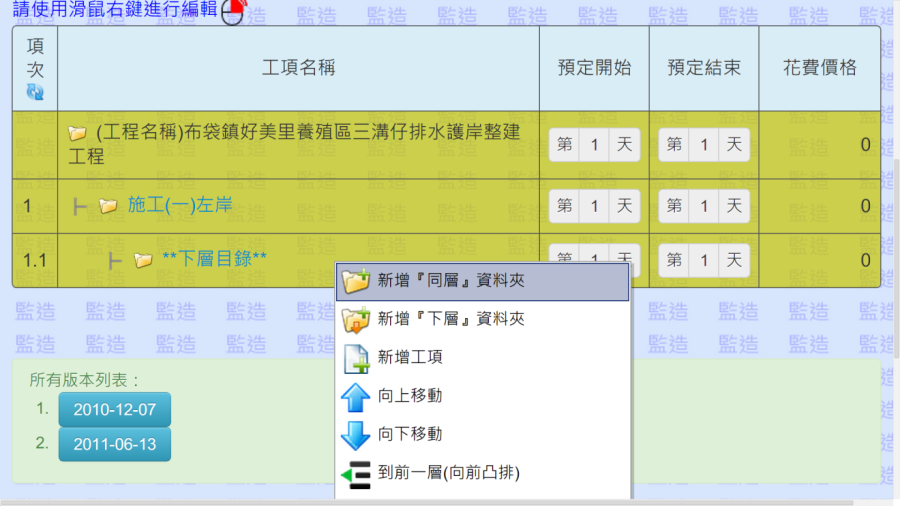 請使用滑鼠右鍵進行編輯
項次 工項名稱 預定開始 預定結束 花費價格
(工程名稱)布袋鎮好美里養殖區三溝仔排水護岸整建
工程 第 1 天 第 1 天 0
1 施工(一)左岸 第 1 天 第 1 天 0
1.1 **下層目錄** 第 1 天 第 1 天 0
新增『同層』資料夾
新增『下層』資料夾
新增工項
向上移動
向下移動
到前一層(向前凸排)
所有版本列表：
1. 2010-12-07
2. 2011-06-13
監造